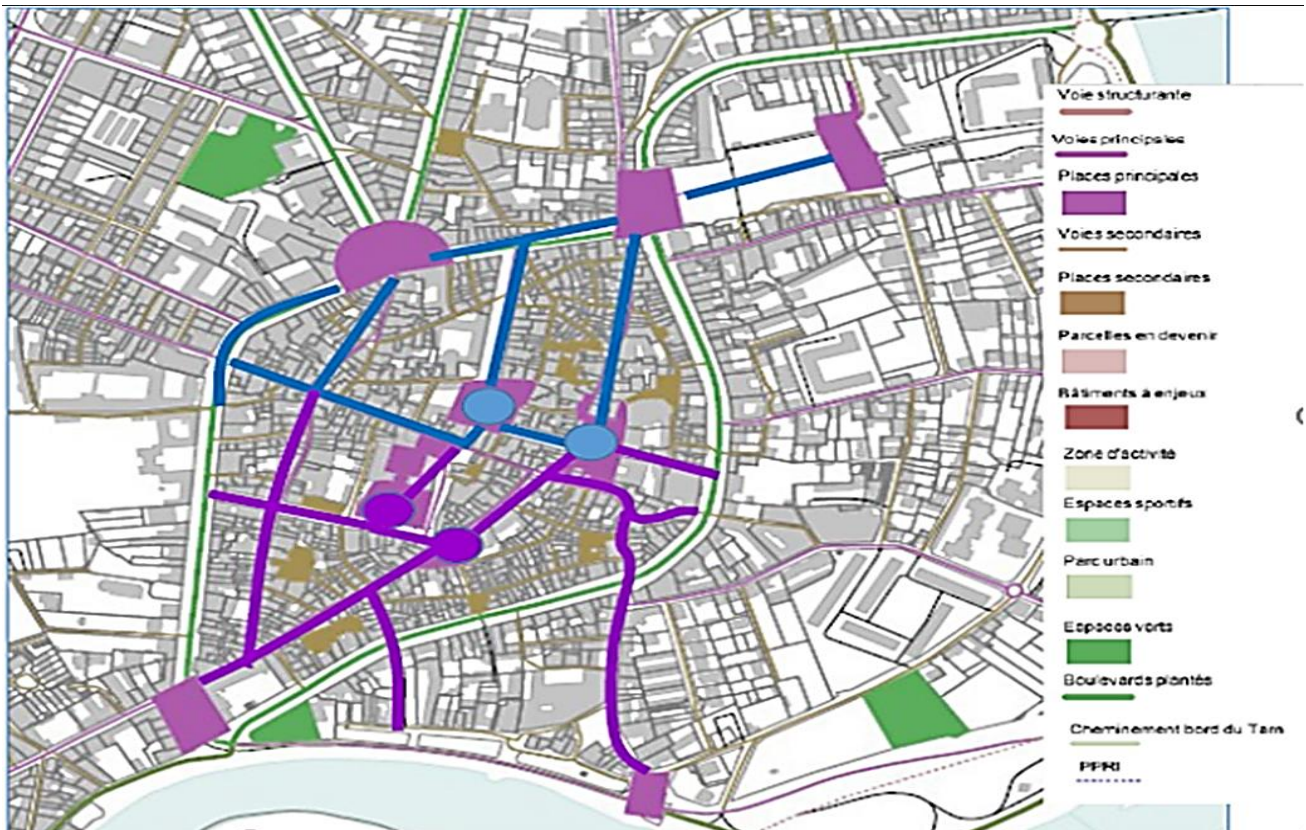 Voie structurante
Voies principales
Places principales
Voies secondaires
Places secondaires
Parcelles en devenir
Bâtiments à enjeux
Zone d'activité
Espaces sportifs
Parc urbain
Espaces verts
Boulevards plantés
Cheminement bord du Tarn
PPRI